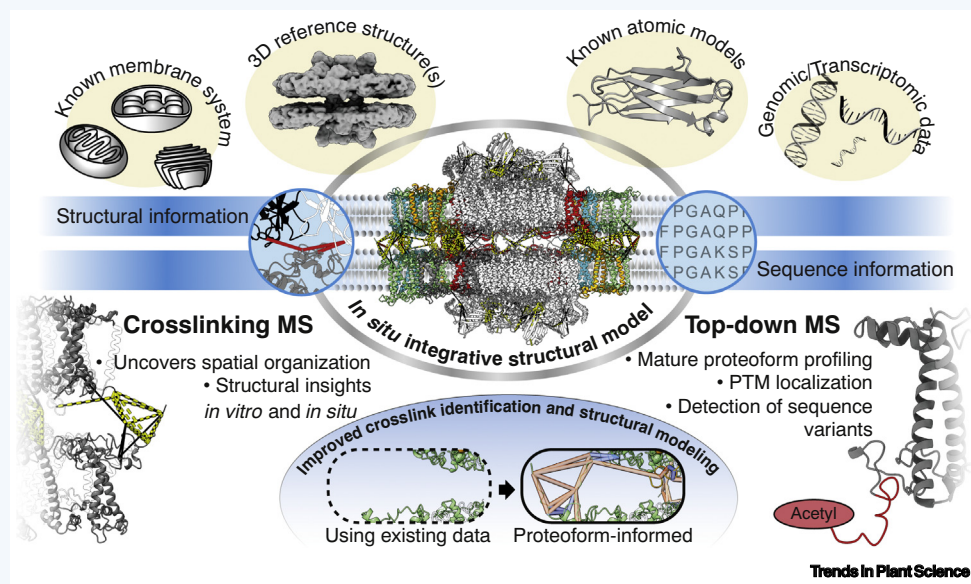 Known membrane
system
3D reference structure(s)
Known atomic models
Genomic/Transcriptomic
data
Structural information
PGAQPI
FPGAQPP
FPGAKSP
PGAKSF
Sequence information
In situ integrative structural model
Crosslinking MS
• Uncovers spatial organization
• Structural insights
in vitro and in situ
Top-down MS
• Mature proteoform profiling
• PTM localization
• Detection of sequence
variants
Improved crosslink identification and structural modeling
Using existing data
Proteoform-informed
Acetyl
Trends in Plant Science